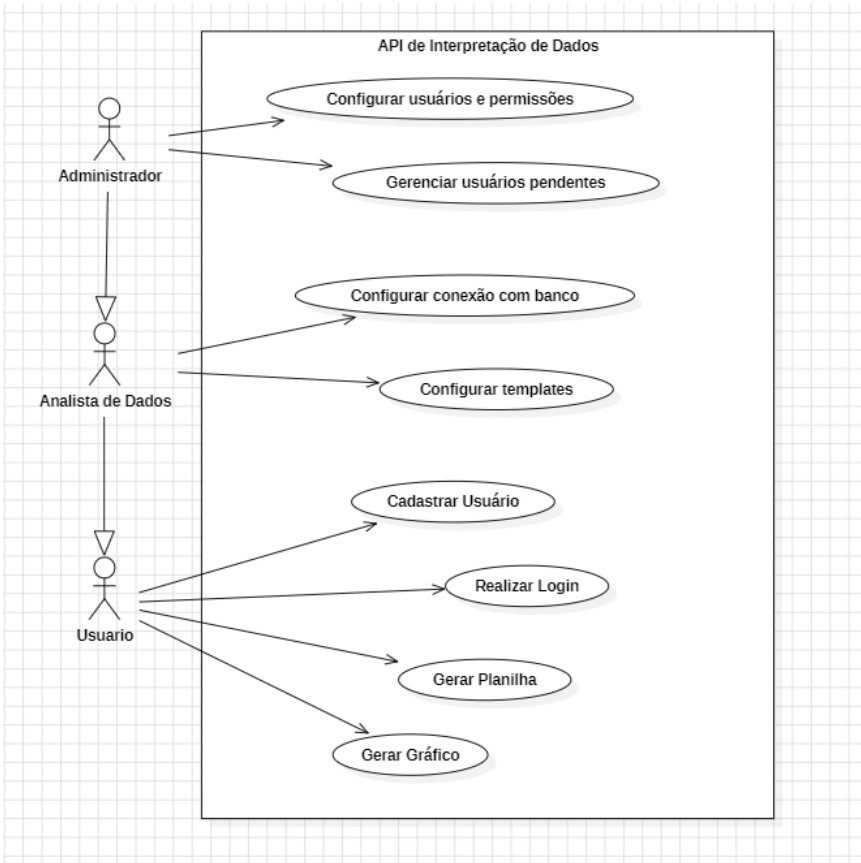 API de Interpretação de Dados
Configurar usuários e permissões
Administrador
Gerenciar usuários pendentes
Configurar conexão com banco
Configurar templates
Analista de Dados
Cadastrar Usuário
Realizar Login
Usuario
Gerar Planilha
Gerar Gráfico